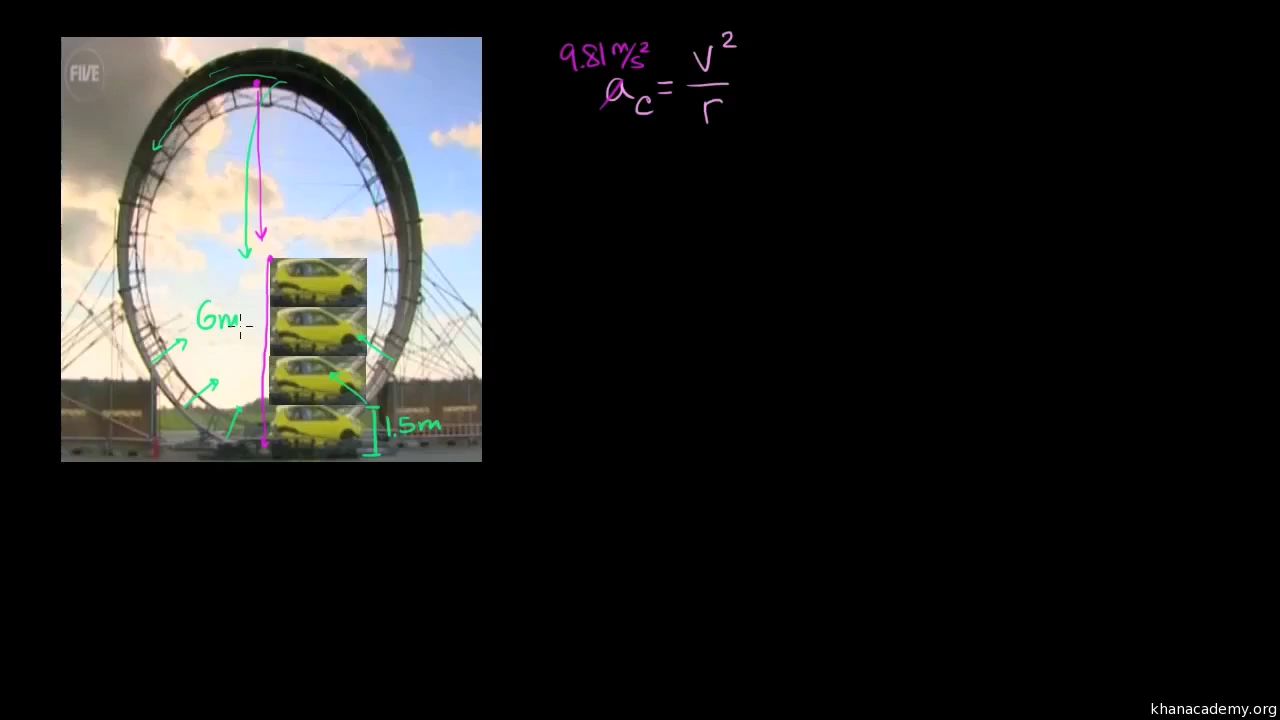 FIVE
9.81 m/s²
a_c = v²/r
6m
1.5m
khanacademy.org